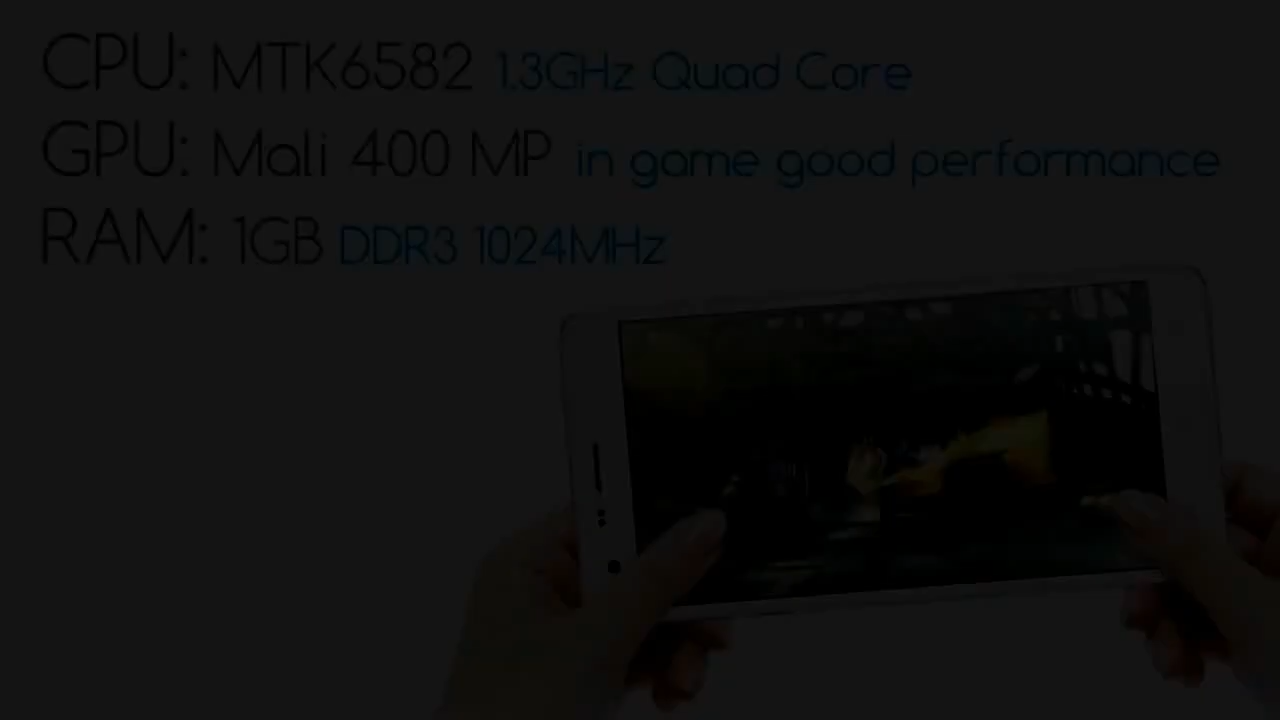 CPU: MTK6582 1.3GHz Quad Core
GPU: Mali 400 MP in game good performance
RAM: 1GB DDR3 1024MHz